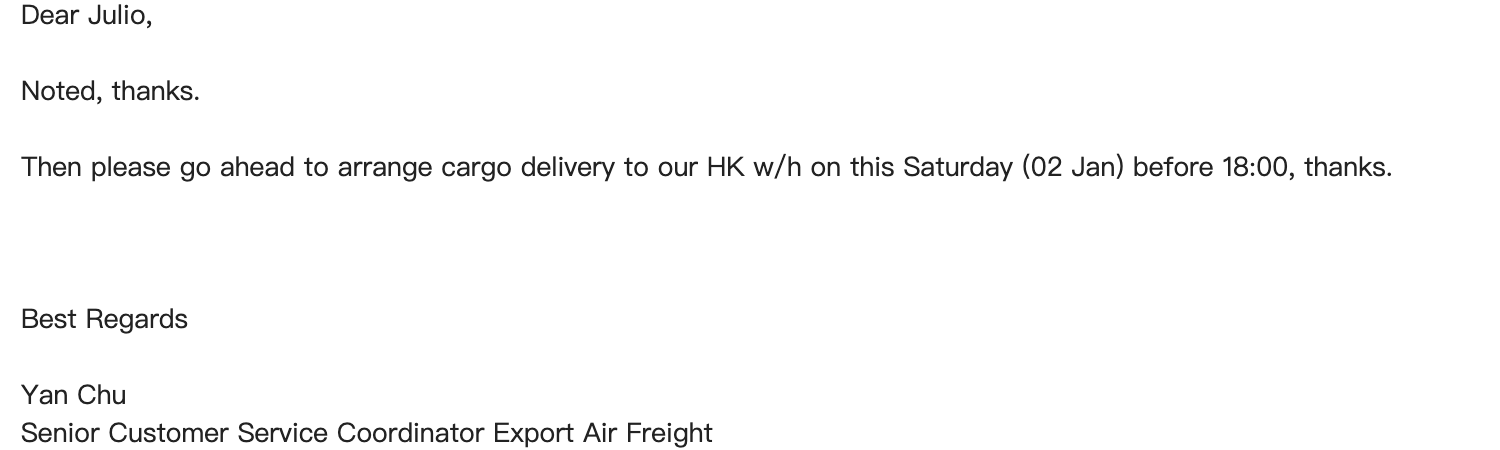 Dear Julio,
Noted, thanks.
Then please go ahead to arrange cargo delivery to our HK w/h on this Saturday (02 Jan) before 18:00, thanks.
Best Regards
Yan Chu
Senior Customer Service Coordinator Export Air Freight